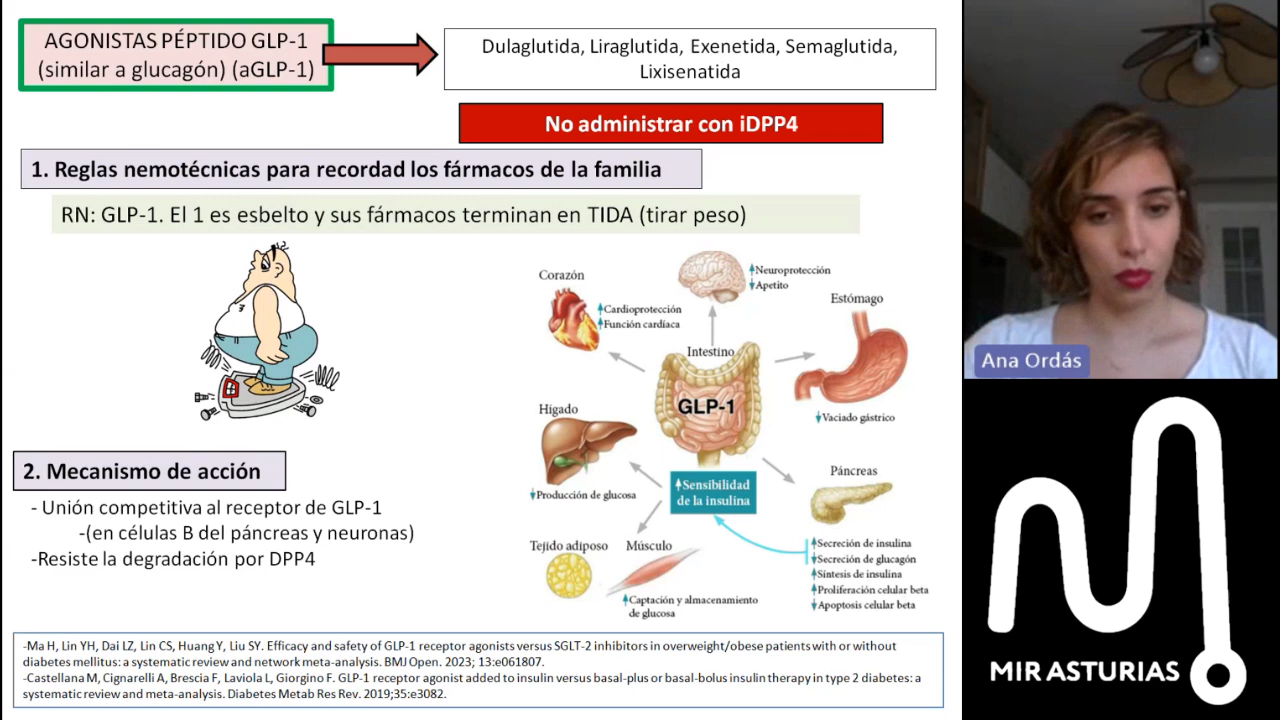 AGONISTAS PÉPTIDO GLP-1
(similar a glucagón) (aGLP-1)
Dulaglutida, Liraglutida, Exenetida, Semaglutida,
Lixisenatida
No administrar con iDPP4
1. Reglas nemotécnicas para recordad los fármacos de la familia
RN: GLP-1. El 1 es esbelto y sus fármacos terminan en TIDA (tirar peso)
Corazón
Cardioprotección
Función cardíaca
Neuroprotección
Apetito
Estómago
Vaciado gástrico
Intestino
GLP-1
Hígado
Producción de glucosa
Sensibilidad
de la insulina
Páncreas
Secreción de insulina
Secreción de glucagón
Síntesis de insulina
Proliferación celular beta
Apoptosis celular beta
Tejido adiposo
Músculo
Captación y almacenamiento
de glucosa
2. Mecanismo de acción
- Unión competitiva al receptor de GLP-1
-(en células B del páncreas y neuronas)
-Resiste la degradación por DPP4
-Ma H, Lin YH, Dai LZ, Lin CS, Huang Y, Liu SY. Efficacy and safety of GLP-1 receptor agonists versus SGLT-2 inhibitors in overweight/obese patients with or without
diabetes mellitus: a systematic review and network meta-analysis. BMJ Open. 2023; 13:e061807.
-Castellana M, Cignarelli A, Brescia F, Laviola L, Giorgino F. GLP-1 receptor agonist added to insulin versus basal-plus or basal-bolus insulin therapy in type 2 diabetes: a
systematic review and meta-analysis. Diabetes Metab Res Rev. 2019;35:e3082.
Ana Ordás
MIR ASTURIAS